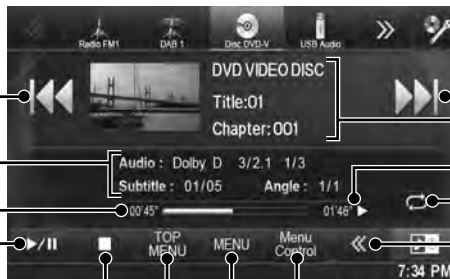 Radio FM1 DAB 1 Disc DVD-V USB Audio
DVD VIDEO DISC
Title:01
Chapter:001
Audio : Dolby D 3/2.1 1/3
Subtitle : 01/05 Angle : 1/1
00'45" 01'46"
TOP MENU MENU Menu Control
7:34 PM